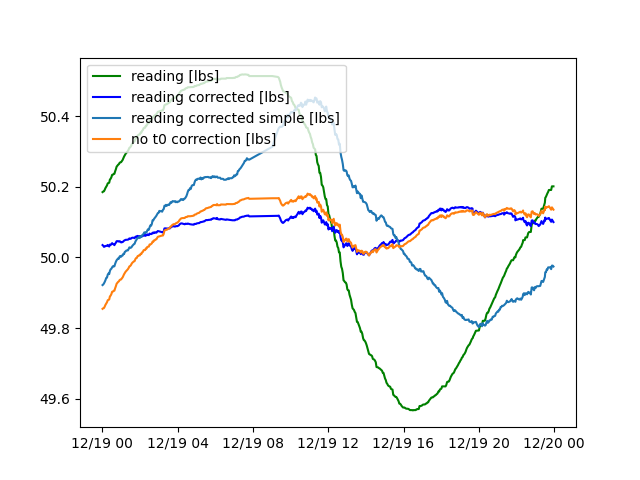 reading [lbs]
reading corrected [lbs]
reading corrected simple [lbs]
no t0 correction [lbs]
50.4
50.2
50.0
49.8
49.6
12/19 00 12/19 04 12/19 08 12/19 12 12/19 16 12/19 20 12/20 00